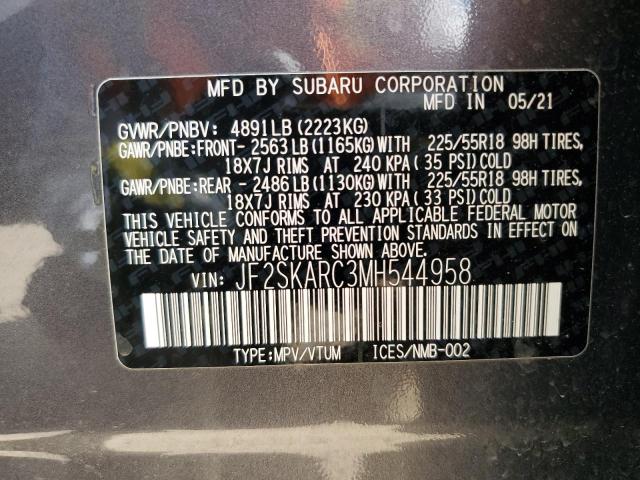 MFD BY SUBARU CORPORATION
MFD IN 05/21
GVWR/PNBV: 4891LB (2223KG)
GAWR/PNBE:FRONT- 2563LB (1165KG)WITH 225/55R18 98H TIRES,
18X7J RIMS AT 240 KPA (35 PSI)COLD
GAWR/PNBE:REAR - 2486LB (1130KG)WITH 225/55R18 98H TIRES,
18X7J RIMS AT 230 KPA (33 PSI)COLD
THIS VEHICLE CONFORMS TO ALL APPLICABLE FEDERAL MOTOR
VEHICLE SAFETY AND THEFT PREVENTION STANDARDS IN EFFECT ON
THE DATE OF MANUFACTURE SHOWN ABOVE.
VIN: JF2SKARC3MH544958
TYPE:MPV/VTUM ICES/NMB-002